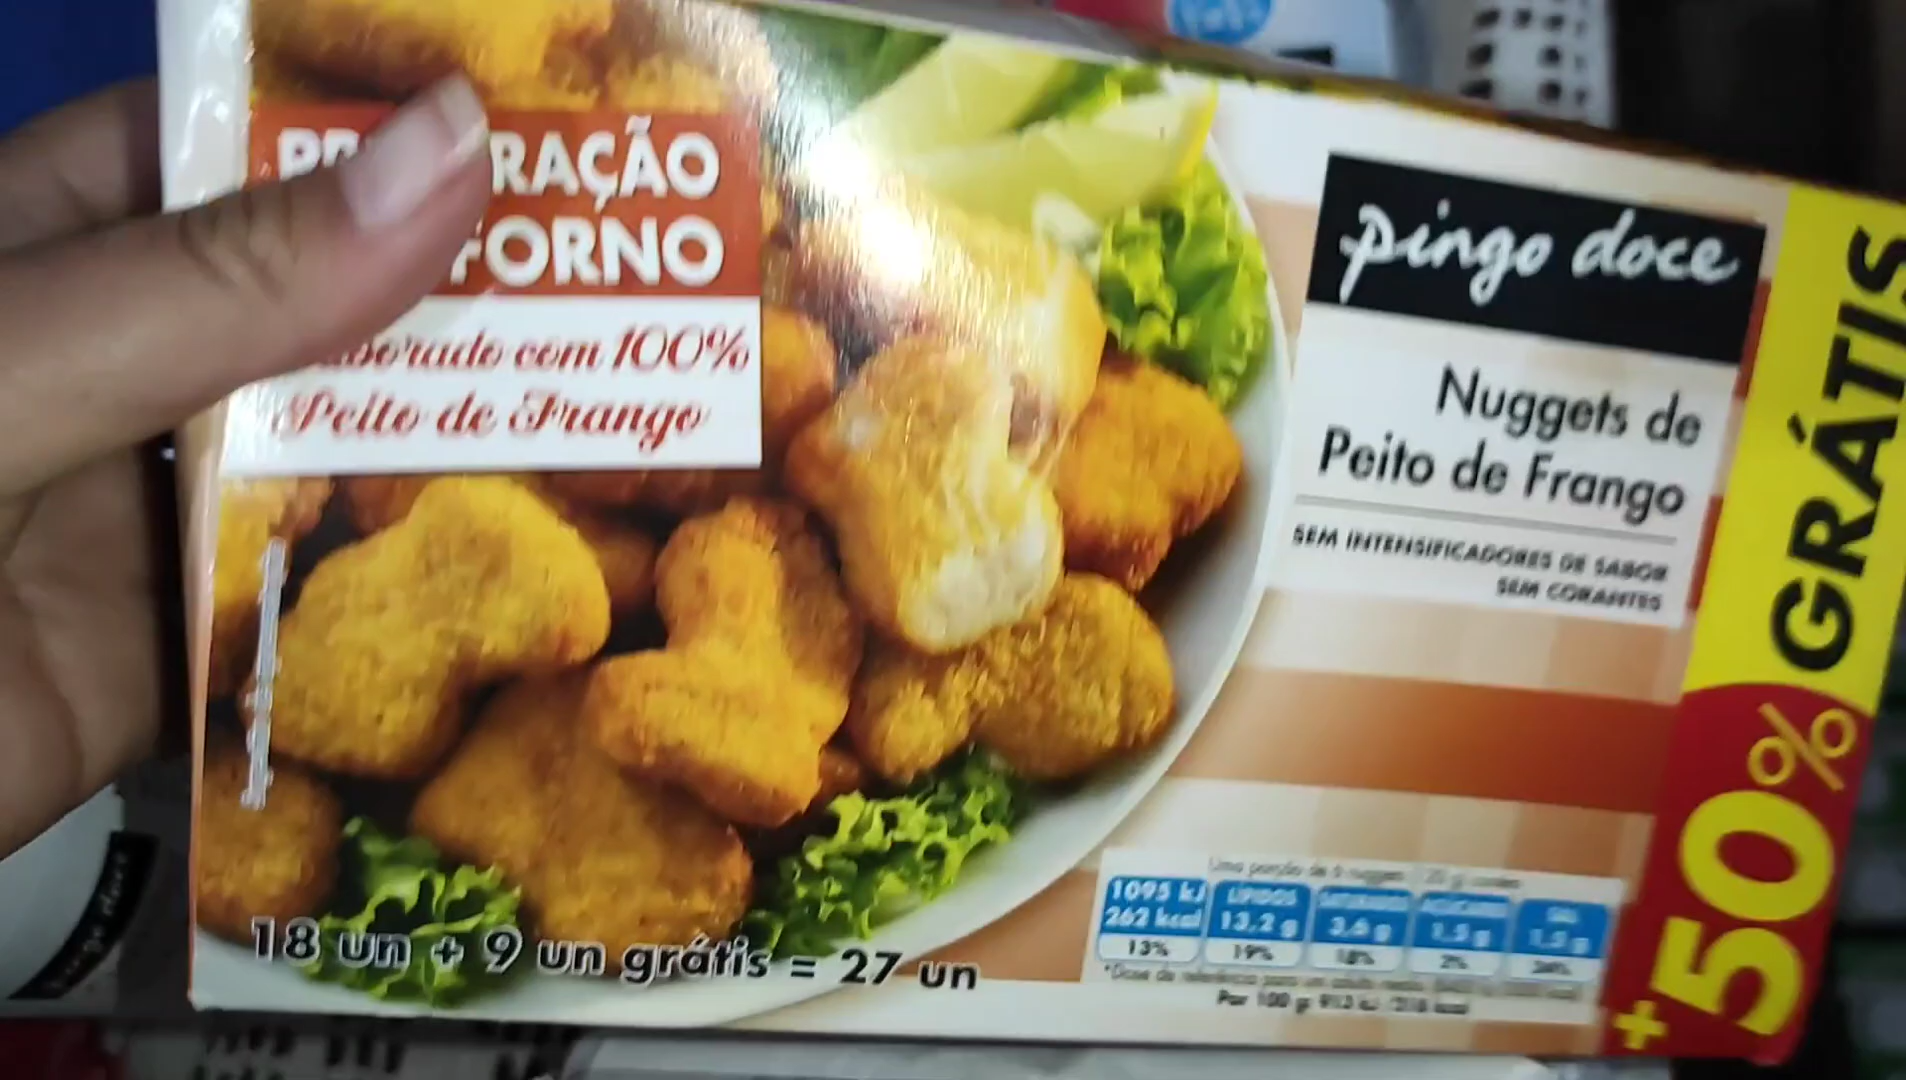 RAÇÃO
FORNO
com 100%
Peito de Frango
pingo doce
Nuggets de
Peito de Frango
SEM INTENSIFICADORES DE SABOR
SEM CORANTES
+50% GRÁTIS
18 un + 9 un grátis = 27 un
1095 kJ
262 kcal
13%
LÍPIDOS
13,2 g
19%
3,6 g
18%
1,5 g
2%
Por 100 g: